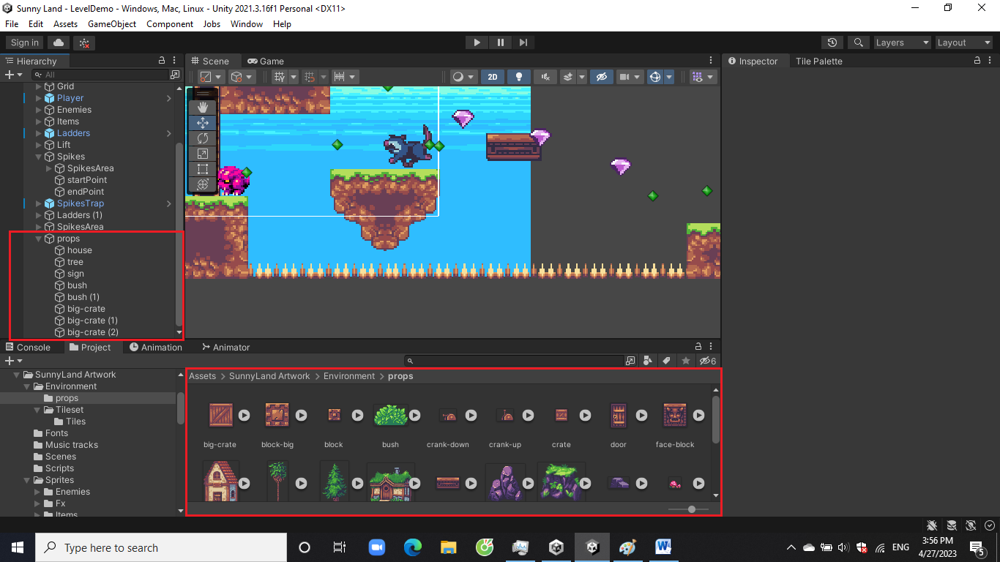 Sunny Land - LevelDemo - Windows, Mac, Linux - Unity 2021.3.16f1 Personal <DX11>
File Edit Assets GameObject Component Jobs Window Help
Sign in
Layers Layout
Hierarchy
All
Grid
Player
Enemies
Items
Ladders
Lift
Spikes
SpikesArea
startPoint
endPoint
SpikesTrap
Ladders (1)
SpikesArea
props
house
tree
sign
bush
bush (1)
big-crate
big-crate (1)
big-crate (2)
Scene Game
2D
Inspector Tile Palette
Console Project Animation Animator
6
SunnyLand Artwork
Environment
props
Tileset
Tiles
Fonts
Music tracks
Scenes
Scripts
Sprites
Enemies
Fx
Items
Assets > SunnyLand Artwork > Environment > props
big-crate block-big block bush crank-down crank-up crate door face-block
Type here to search
ENG
3:56 PM
4/27/2023
5